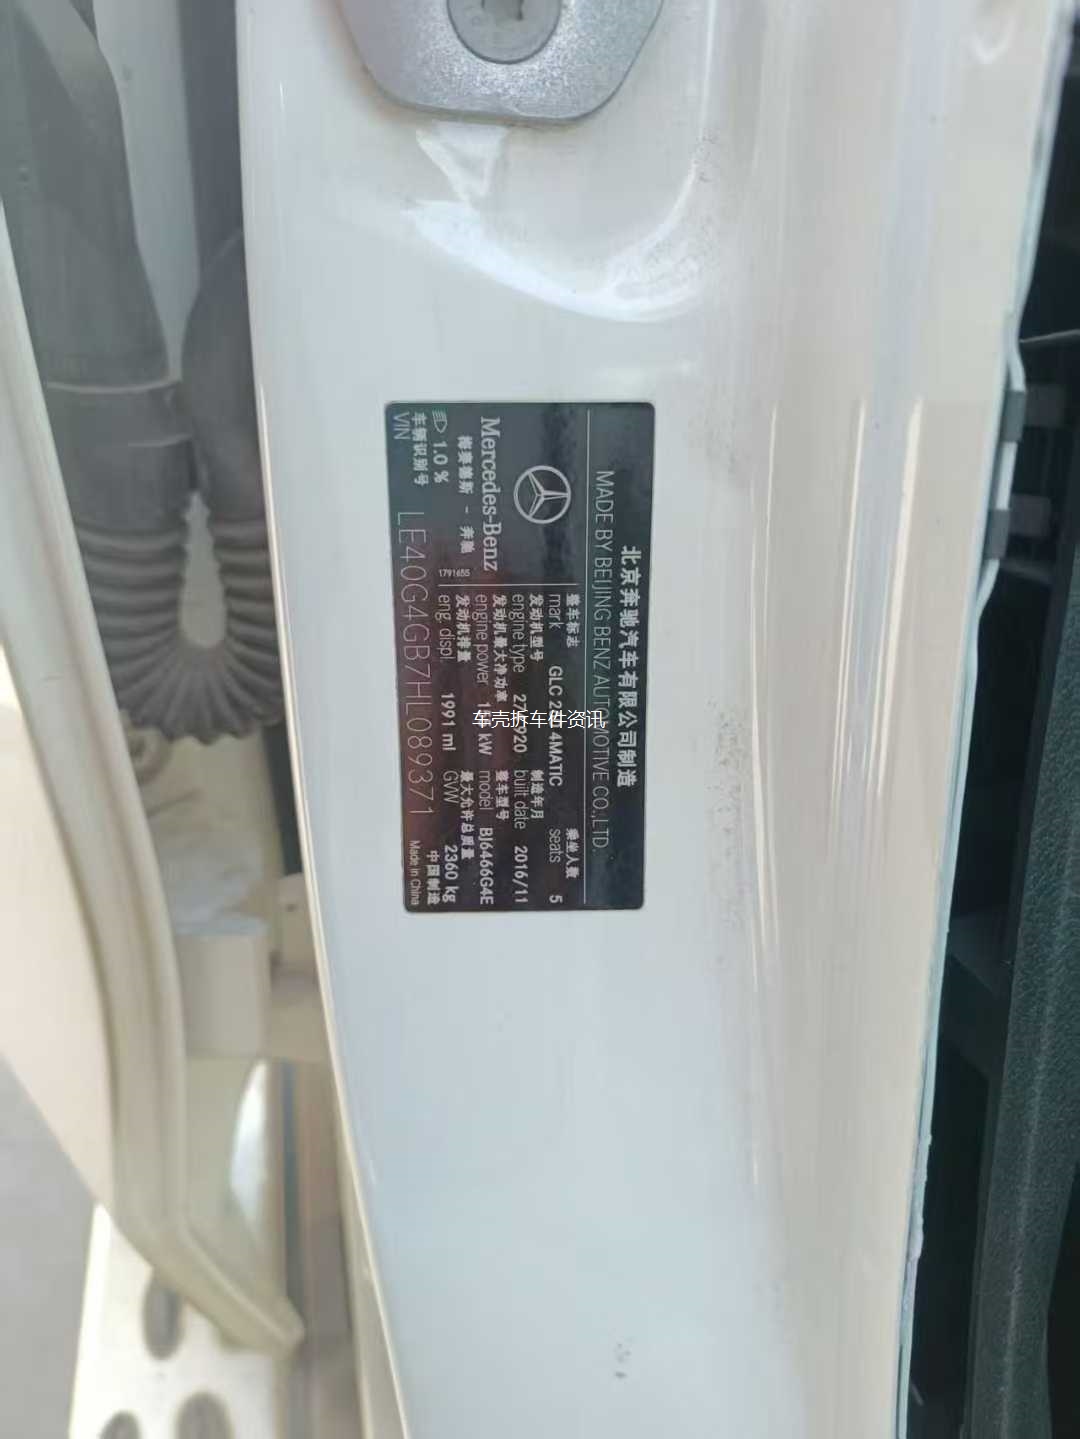 北京奔驰汽车有限公司制造
MADE BY BEIJING BENZ AUTOMOTIVE CO.,LTD.
整车标志 乘坐人数
mark GLC 4MATIC seats 5
发动机型号 制造年月
engine type 920 built date 2016/11
Mercedes-Benz
发动机最大净功率 整车型号
engine power kW model BJ6466G4E
梅赛德斯 - 奔驰
发动机排量 最大允许总质量
1.0 % eng. displ. 1991 ml GVW 2360 kg
车辆识别号
VIN LE40G4GB7HL089371
中国制造
Made in China
车壳拆车件资讯